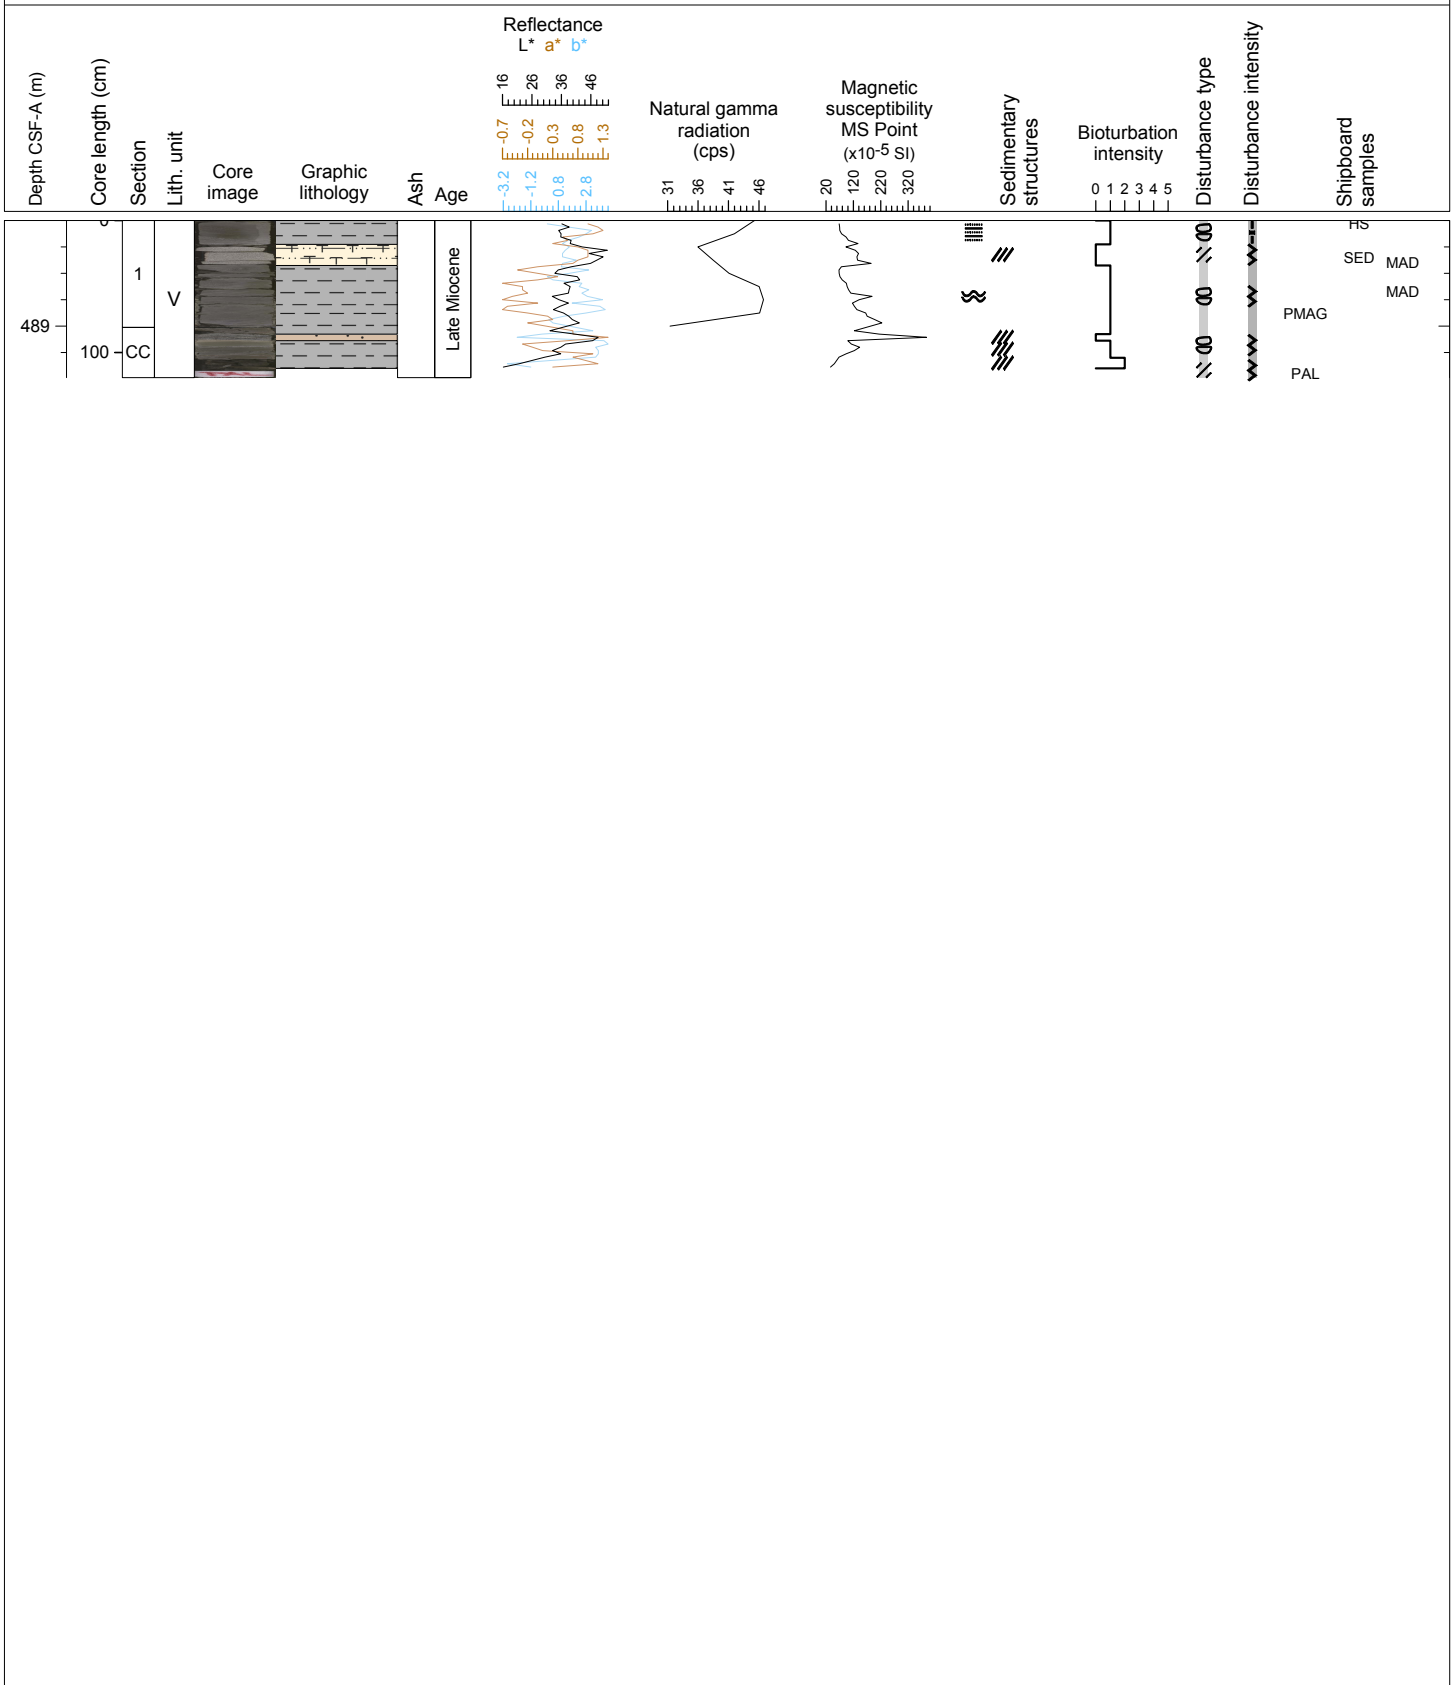 Depth CSF-A (m)
Core length (cm)
Section
Lith. unit
Core
image
Graphic
lithology
Ash
Age
Reflectance
L* a* b*
16 26 36 46
-0.7 -0.2 0.3 0.8 1.3
-3.2 -1.2 0.8 2.8
Natural gamma
radiation
(cps)
31 36 41 46
Magnetic
susceptibility
MS Point
(x10-5 SI)
20 120 220 320
Sedimentary
structures
Bioturbation
intensity
0 1 2 3 4 5
Disturbance type
Disturbance intensity
Shipboard
samples
0
HS
SED
MAD
1
V
Late Miocene
MAD
PMAG
489
100
CC
PAL